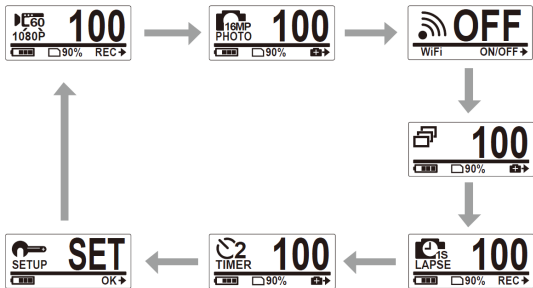 60
1080P
100
90%
REC
16MP
PHOTO
100
90%
OFF
WiFi
ON/OFF
100
90%
SETUP
SET
OK
2
TIMER
100
90%
1S
LAPSE
100
90%
REC